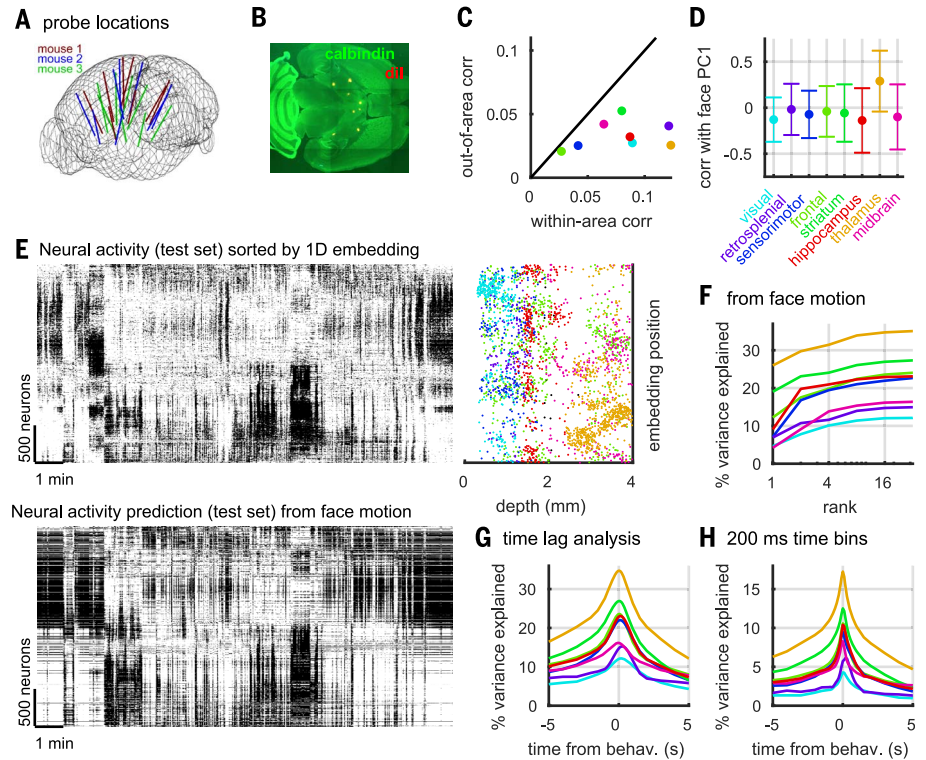 A probe locations
mouse 1
mouse 2
mouse 3
B
calbindin
diI
C
out-of-area corr
0.1
0.05
0
0 0.05 0.1
within-area corr
D
corr with face PC1
0.5
0
-0.5
visual
retrosplenial
sensorimotor
frontal
striatum
hippocampus
thalamus
midbrain
E Neural activity (test set) sorted by 1D embedding
500 neurons
1 min
embedding position
0 2 4
depth (mm)
Neural activity prediction (test set) from face motion
500 neurons
1 min
F from face motion
% variance explained
30
20
10
0
1 4 16
rank
G time lag analysis
% variance explained
30
20
10
0
-5 0 5
time from behav. (s)
H 200 ms time bins
% variance explained
15
10
5
0
-5 0 5
time from behav. (s)